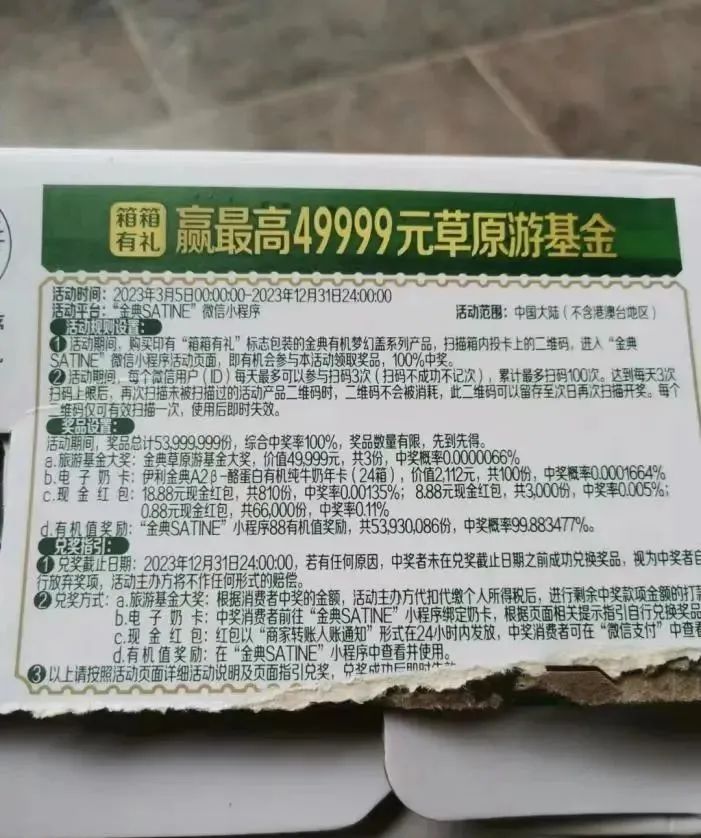 箱箱
有礼
赢最高49999元草原游基金
活动时间：2023年3月5日00:00:00-2023年12月31日24:00:00
活动平台：“金典SATINE”微信小程序
活动范围：中国大陆（不含港澳台地区）
活动规则设置：
❶活动期间，购买印有“箱箱有礼”标志包装的金典有机梦幻盖系列产品，扫描箱内投卡上的二维码，进入“金典
SATINE”微信小程序活动页面，即有机会参与本活动领取奖品，100%中奖。
❷活动期间，每个微信用户（ID）每天最多可以参与扫码3次（扫码不成功不记次），累计最多扫码100次。达到每天3次
扫码上限后，再次扫描未被扫描过的活动产品二维码时，二维码不会被消耗，此二维码可以留存至次日再次扫描开奖。每个
二维码仅可有效扫描一次，使用后即时失效。
奖品设置：
活动期间，奖品总计53,999,999份，综合中奖率100%，奖品数量有限，先到先得。
a.旅游基金大奖：金典草原游基金大奖，价值49,999元，共3份，中奖概率0.0000066%
b.电子奶卡：伊利金典A2β-酪蛋白有机纯牛奶年卡（24箱），价值2,112元，共100份，中奖概率0.0001664%
c.现金红包：18.88元现金红包，共810份，中奖概率0.00135%；8.88元现金红包，共3,000份，中奖概率0.005%；
0.88元现金红包，共66,000份，中奖概率0.11%
d.有机值奖励：“金典SATINE”小程序88有机值奖励，共53,930,086份，中奖概率99.883477%。
兑奖指引：
❶兑奖截止日期：2023年12月31日24:00:00，若有任何原因，中奖者未在兑奖截止日期之前成功兑换奖品，视为中奖者自
行放弃奖项，活动主办方将不作任何形式的赔偿。
❷兑奖方式：a.旅游基金大奖：根据消费者中奖的金额，活动主办方代扣代缴个人所得税后，进行剩余中奖款项金额的打款
b.电子奶卡：中奖消费者前往“金典SATINE”小程序绑定奶卡，根据页面相关提示指引自行兑换奖品
c.现金红包：红包以“商家转账入账通知”形式在24小时内发放，中奖消费者可在“微信支付”中查看
d.有机值奖励：在“金典SATINE”小程序中查看并使用。
❸以上请按照活动页面详细活动说明及页面指引兑奖，兑奖成功后即时